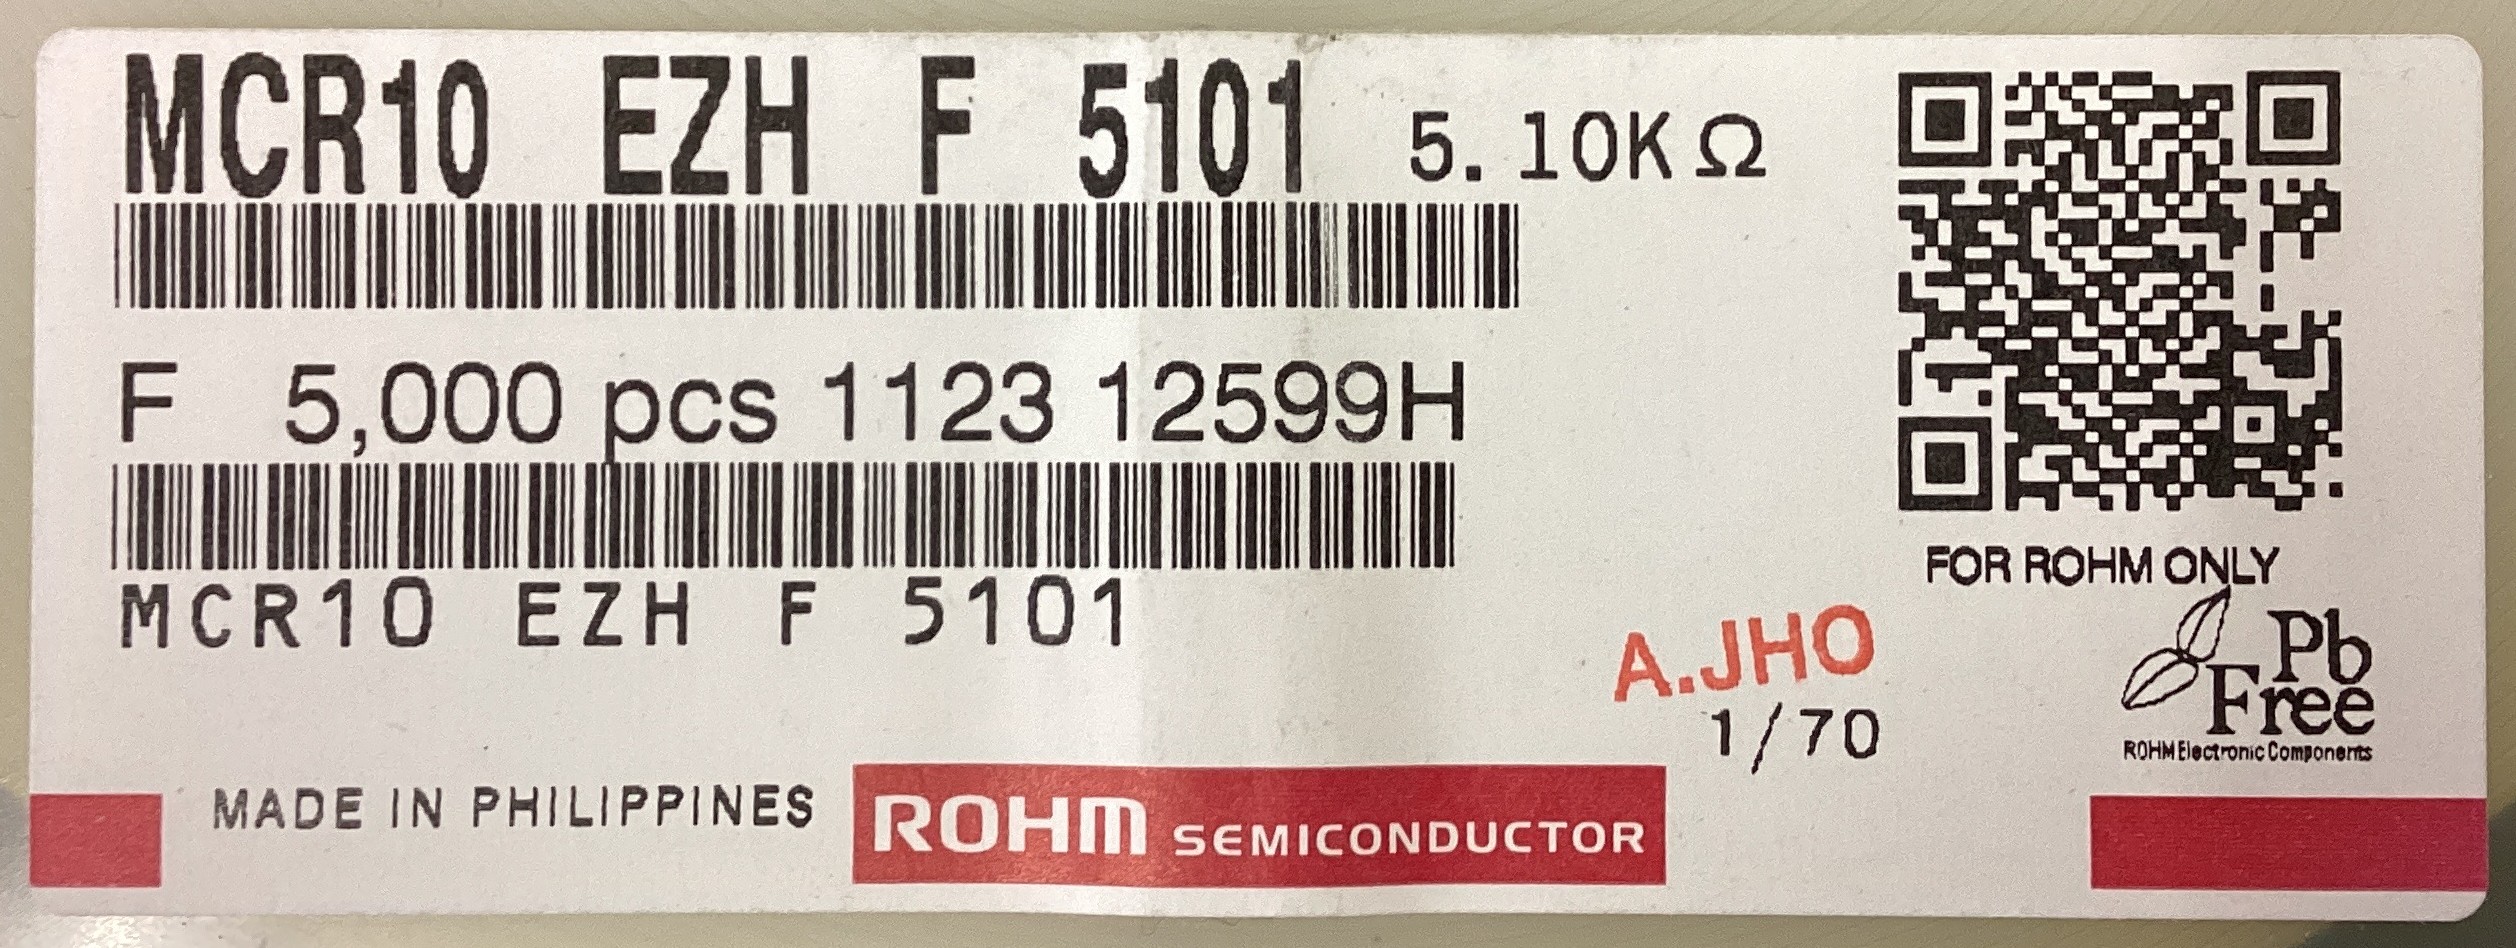 MCR10 EZH F 5101 5.10KΩ
F 5,000 pcs 1123 12599H
MCR10 EZH F 5101
FOR ROHM ONLY
A.JHO
1/70
Pb
Free
ROHM Electronic Components
MADE IN PHILIPPINES
ROHM SEMICONDUCTOR